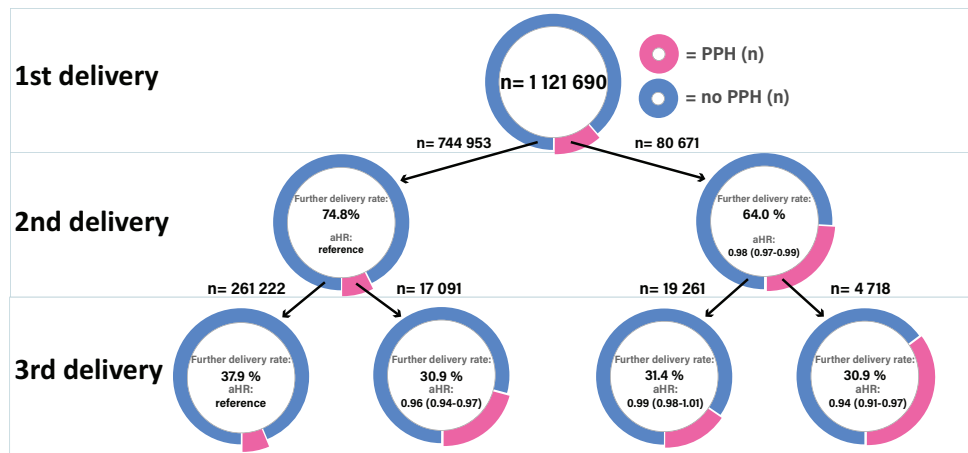 1st delivery
n= 1 121 690
= PPH (n)
= no PPH (n)
n= 744 953
n= 80 671
2nd delivery
Further delivery rate:
74.8%
aHR:
reference
Further delivery rate:
64.0 %
aHR:
0.98 (0.97-0.99)
n= 261 222
n= 17 091
n= 19 261
n= 4 718
3rd delivery
Further delivery rate:
37.9 %
aHR:
reference
Further delivery rate:
30.9 %
aHR:
0.96 (0.94-0.97)
Further delivery rate:
31.4 %
aHR:
0.99 (0.98-1.01)
Further delivery rate:
30.9 %
aHR:
0.94 (0.91-0.97)